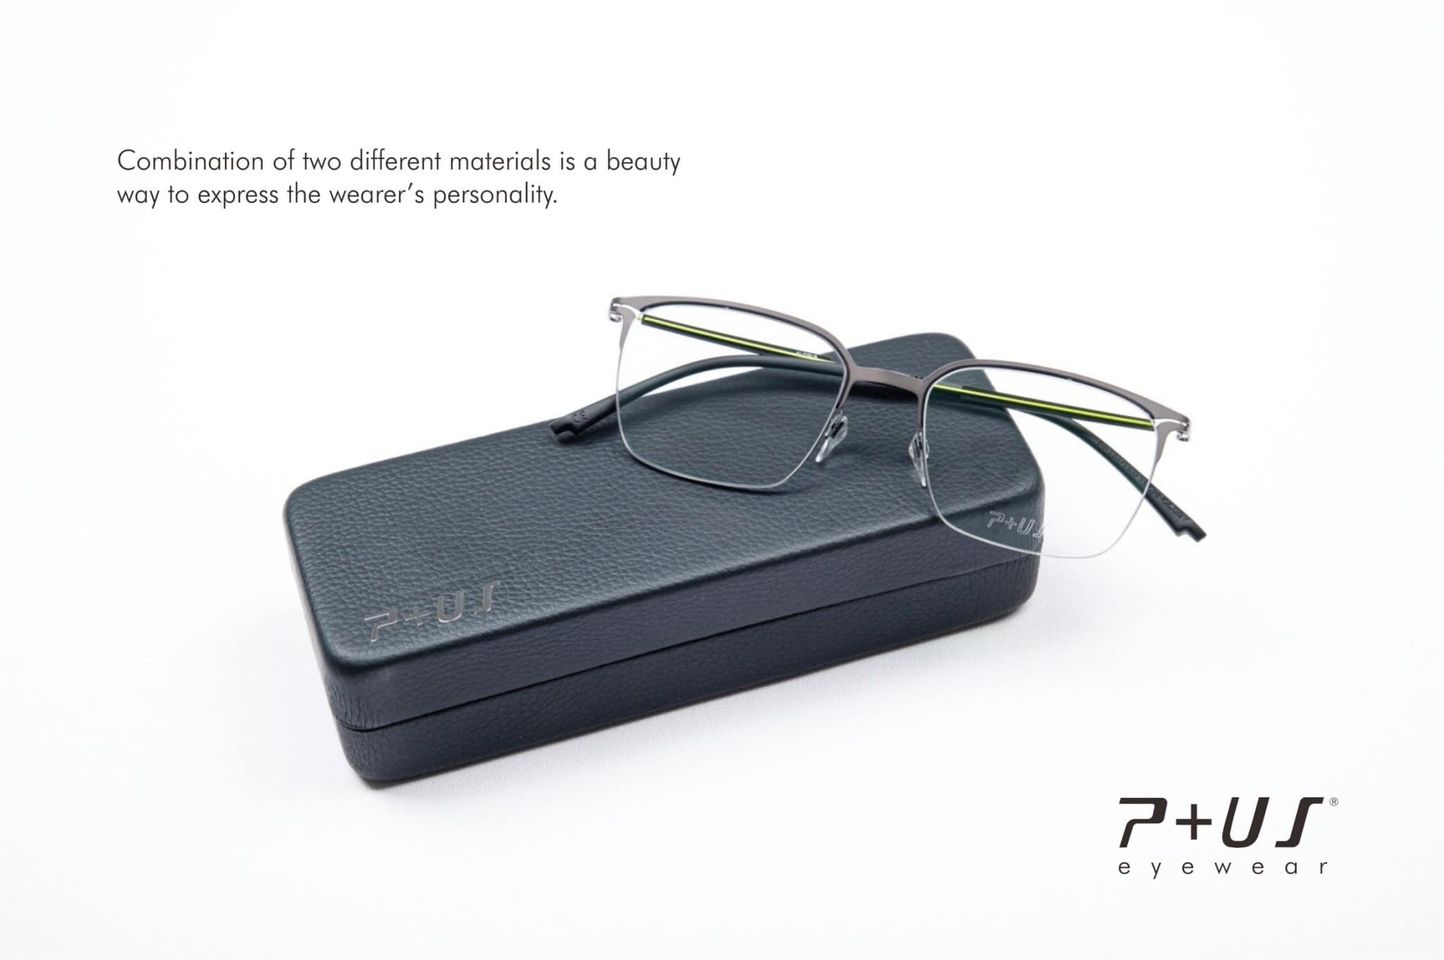 Combination of two different materials is a beauty
way to express the wearer’s personality.
P+US
P+US
P+US®
eyewear